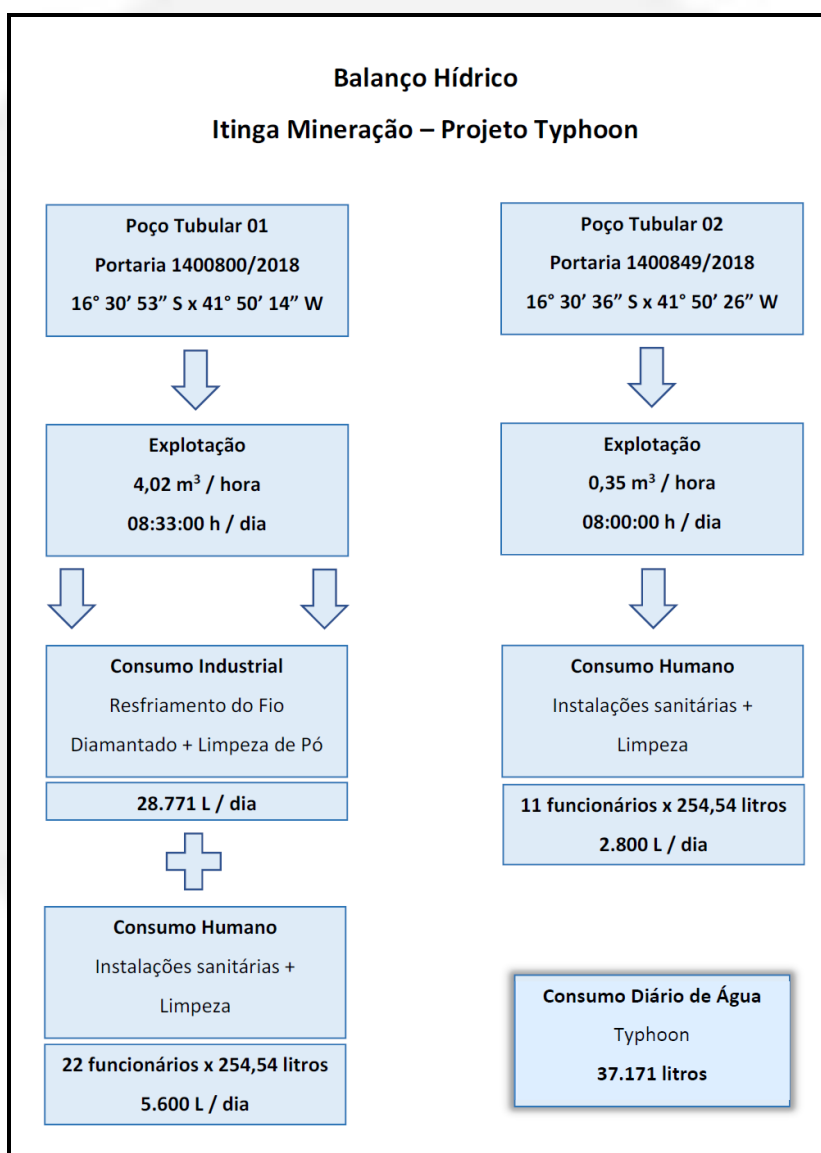 Balanço Hídrico
Itinga Mineração – Projeto Typhoon
Poço Tubular 01
Portaria 1400800/2018
16° 30’ 53” S x 41° 50’ 14” W
Explotação
4,02 m³ / hora
08:33:00 h / dia
Consumo Industrial
Resfriamento do Fio
Diamantado + Limpeza de Pó
28.771 L / dia
Consumo Humano
Instalações sanitárias +
Limpeza
22 funcionários x 254,54 litros
5.600 L / dia
Poço Tubular 02
Portaria 1400849/2018
16° 30’ 36” S x 41° 50’ 26” W
Explotação
0,35 m³ / hora
08:00:00 h / dia
Consumo Humano
Instalações sanitárias +
Limpeza
11 funcionários x 254,54 litros
2.800 L / dia
Consumo Diário de Água
Typhoon
37.171 litros